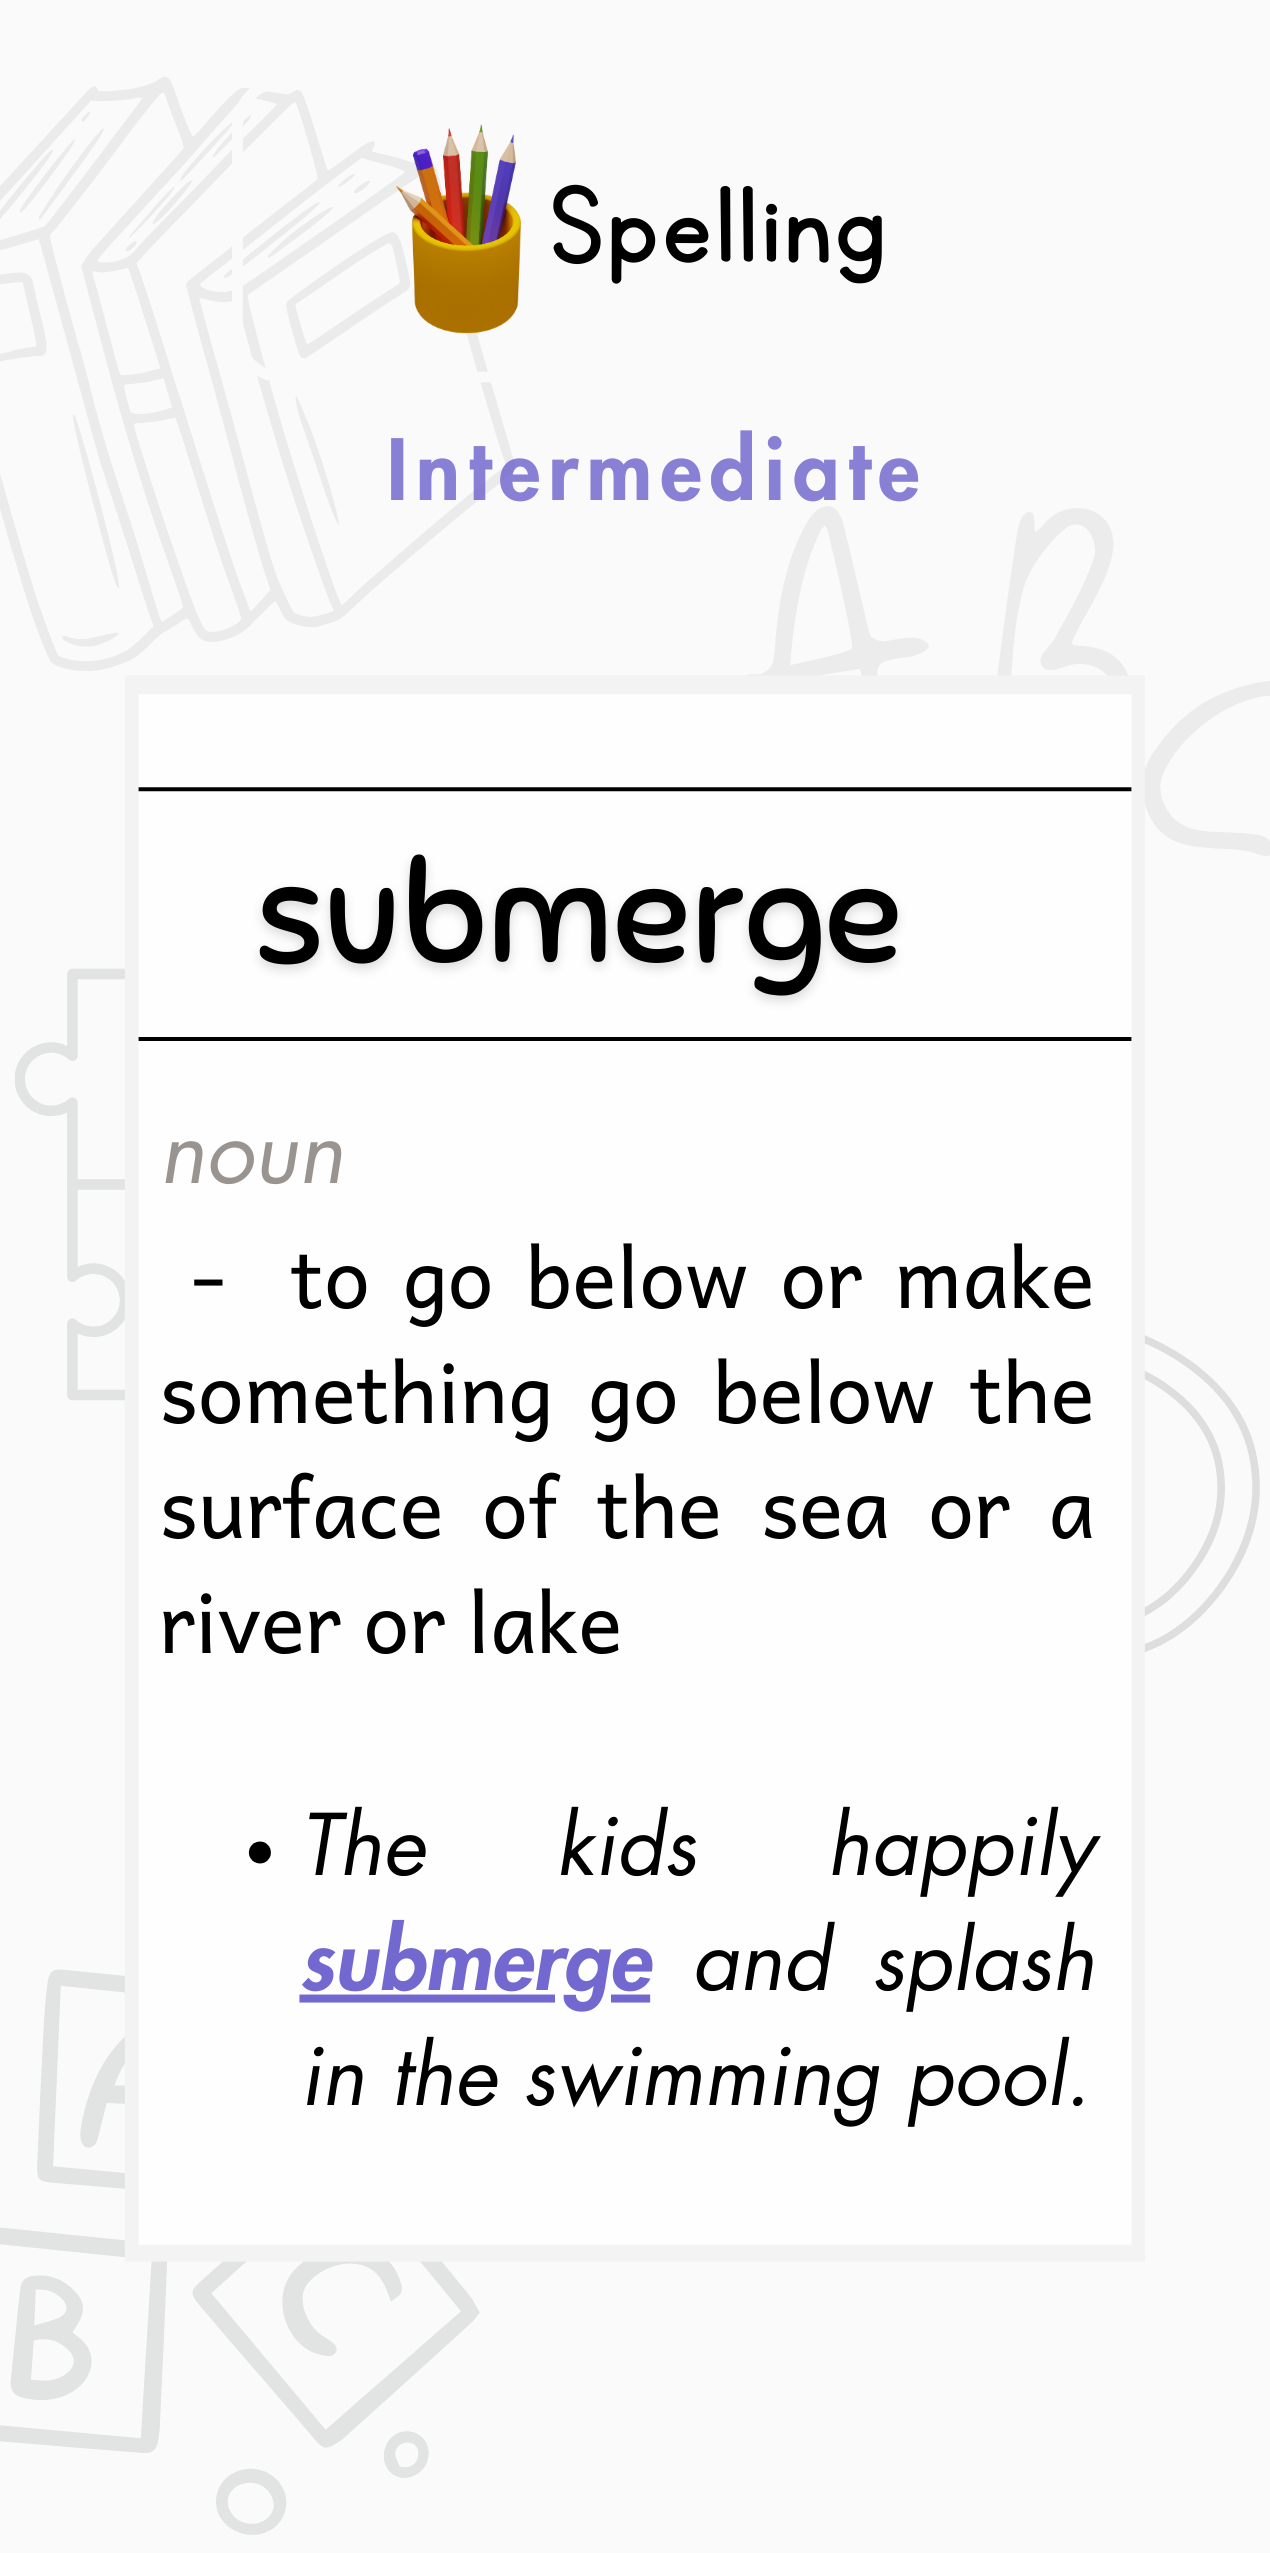 Spelling
Intermediate
A B
submerge
noun
- to go below or make
something go below the
surface of the sea or a
river or lake
• The kids happily
submerge and splash
in the swimming pool.
A
B C